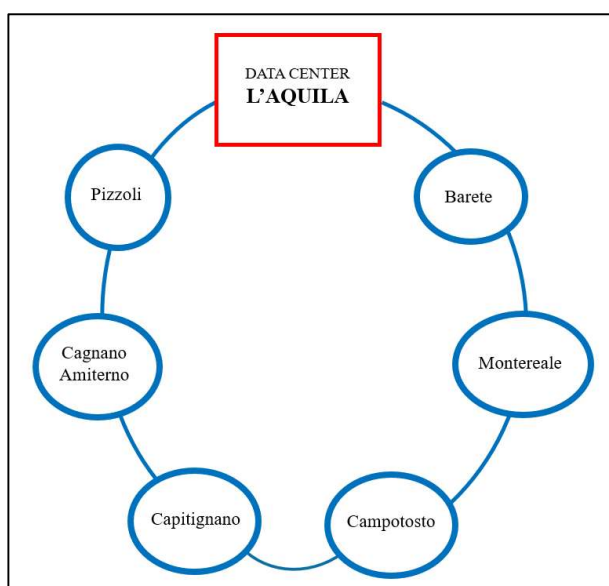 DATA CENTER
L’AQUILA
Pizzoli
Barete
Cagnano
Amiterno
Montereale
Capitignano
Campotosto